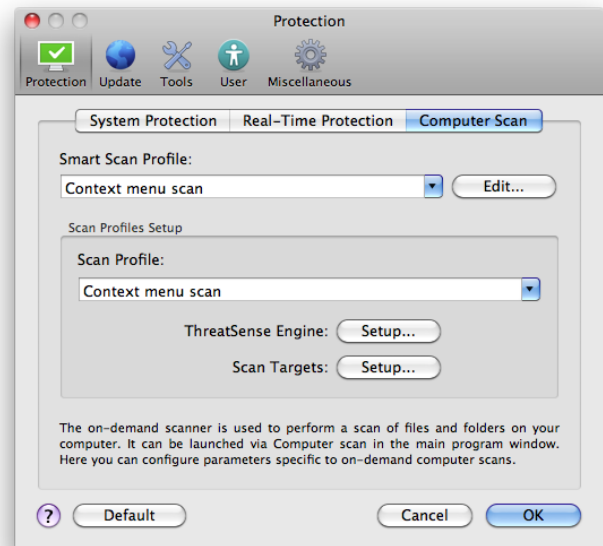 Protection
Protection Update Tools User Miscellaneous
System Protection Real-Time Protection Computer Scan
Smart Scan Profile:
Context menu scan Edit...
Scan Profiles Setup
Scan Profile:
Context menu scan
ThreatSense Engine: Setup...
Scan Targets: Setup...
The on-demand scanner is used to perform a scan of files and folders on your
computer. It can be launched via Computer scan in the main program window.
Here you can configure parameters specific to on-demand computer scans.
? Default Cancel OK